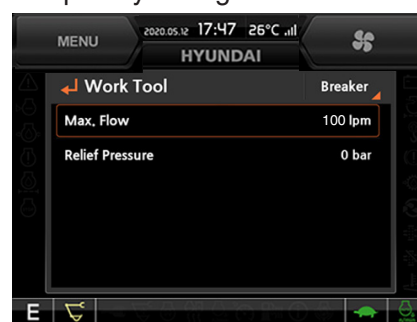 MENU
2020.05.12 17:47 26°C
HYUNDAI
Work Tool Breaker
Max. Flow 100 lpm
Relief Pressure 0 bar
E